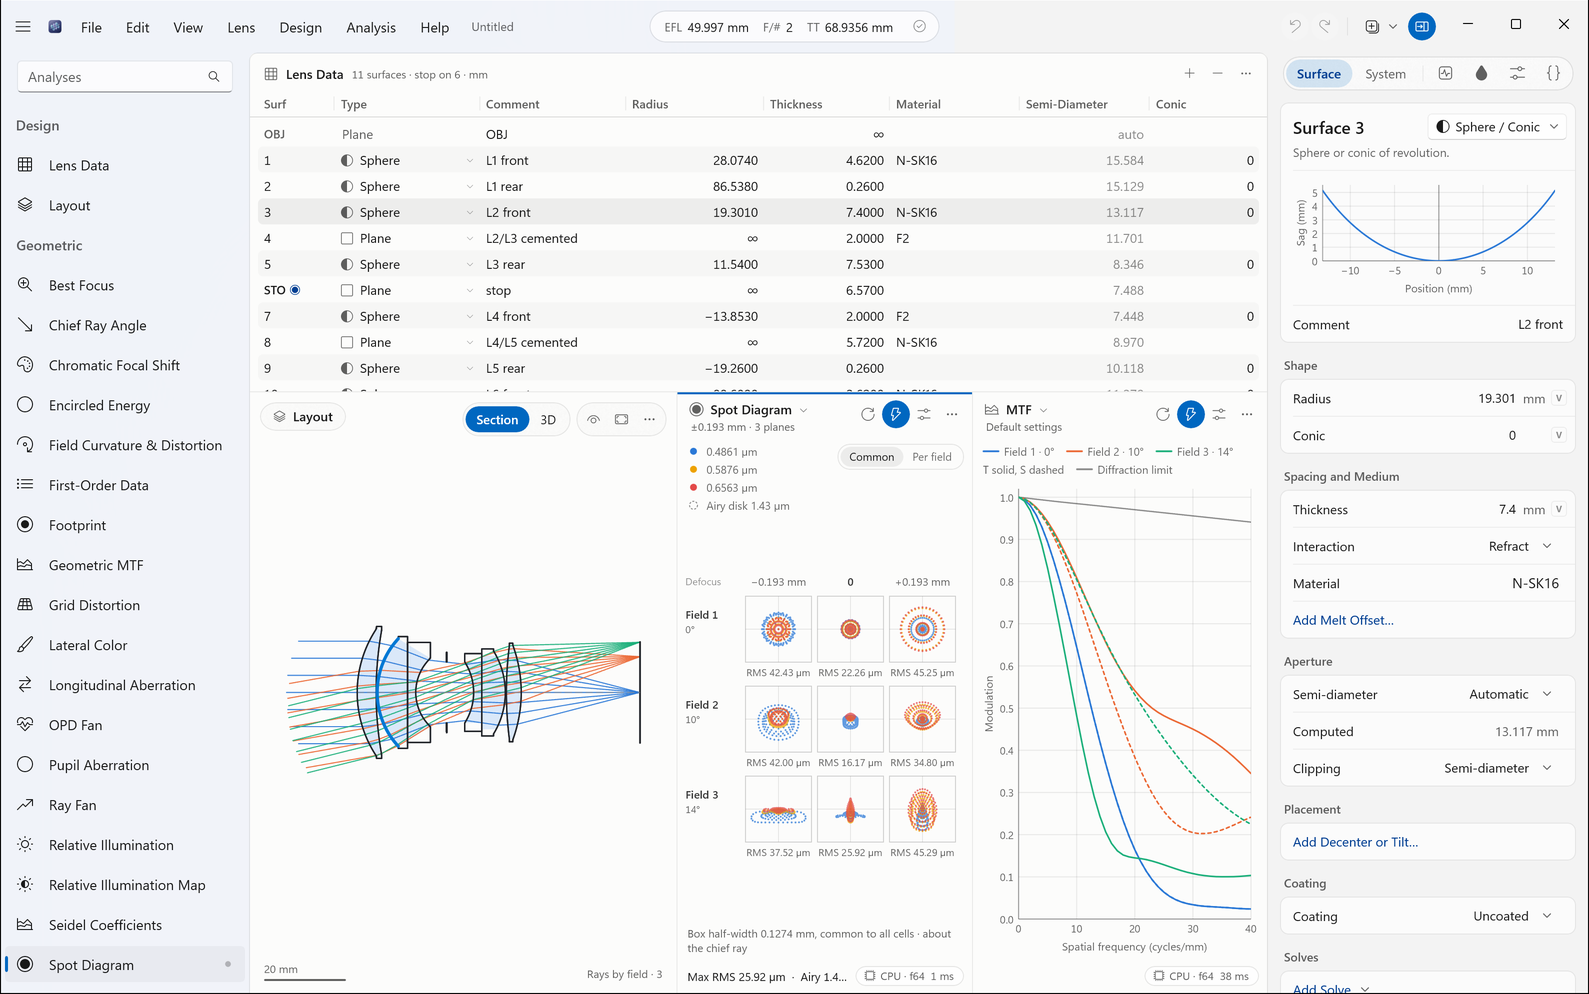 File Edit View Lens Design Analysis Help Untitled
EFL 49.997 mm F/# 2 TT 68.9356 mm
Analyses
Design
Lens Data
Layout
Geometric
Best Focus
Chief Ray Angle
Chromatic Focal Shift
Encircled Energy
Field Curvature & Distortion
First-Order Data
Footprint
Geometric MTF
Grid Distortion
Lateral Color
Longitudinal Aberration
OPD Fan
Pupil Aberration
Ray Fan
Relative Illumination
Relative Illumination Map
Seidel Coefficients
Spot Diagram
Lens Data 11 surfaces · stop on 6 · mm
Surf Type Comment Radius Thickness Material Semi-Diameter Conic
OBJ Plane OBJ ∞ auto
1 Sphere L1 front 28.0740 4.6200 N-SK16 15.584 0
2 Sphere L1 rear 86.5380 0.2600 15.129 0
3 Sphere L2 front 19.3010 7.4000 N-SK16 13.117 0
4 Plane L2/L3 cemented ∞ 2.0000 F2 11.701
5 Sphere L3 rear 11.5400 7.5300 8.346 0
STO Plane stop ∞ 6.5700 7.488
7 Sphere L4 front −13.8530 2.0000 F2 7.448 0
8 Plane L4/L5 cemented ∞ 5.7200 N-SK16 8.970
9 Sphere L5 rear −19.2600 0.2600 10.118 0
Layout
Section 3D
20 mm
Rays by field · 3
Spot Diagram
±0.193 mm · 3 planes
0.4861 µm
0.5876 µm
0.6563 µm
Airy disk 1.43 µm
Common Per field
Defocus −0.193 mm 0 +0.193 mm
Field 1
0°
RMS 42.43 µm RMS 22.26 µm RMS 45.25 µm
Field 2
10°
RMS 42.00 µm RMS 16.17 µm RMS 34.80 µm
Field 3
14°
RMS 37.52 µm RMS 25.92 µm RMS 45.29 µm
Box half-width 0.1274 mm, common to all cells · about
the chief ray
Max RMS 25.92 µm · Airy 1.4... CPU · f64 1 ms
MTF
Default settings
Field 1 · 0° Field 2 · 10° Field 3 · 14°
T solid, S dashed Diffraction limit
1.0
0.9
0.8
0.7
0.6
0.5
0.4
0.3
0.2
0.1
0.0
Modulation
0 10 20 30 40
Spatial frequency (cycles/mm)
CPU · f64 38 ms
Surface System {}
Surface 3 Sphere / Conic
Sphere or conic of revolution.
5
4
3
2
1
0
Sag (mm)
−10 −5 0 5 10
Position (mm)
Comment L2 front
Shape
Radius 19.301 mm V
Conic 0 V
Spacing and Medium
Thickness 7.4 mm V
Interaction Refract
Material N-SK16
Add Melt Offset...
Aperture
Semi-diameter Automatic
Computed 13.117 mm
Clipping Semi-diameter
Placement
Add Decenter or Tilt...
Coating
Coating Uncoated
Solves
Add Solve